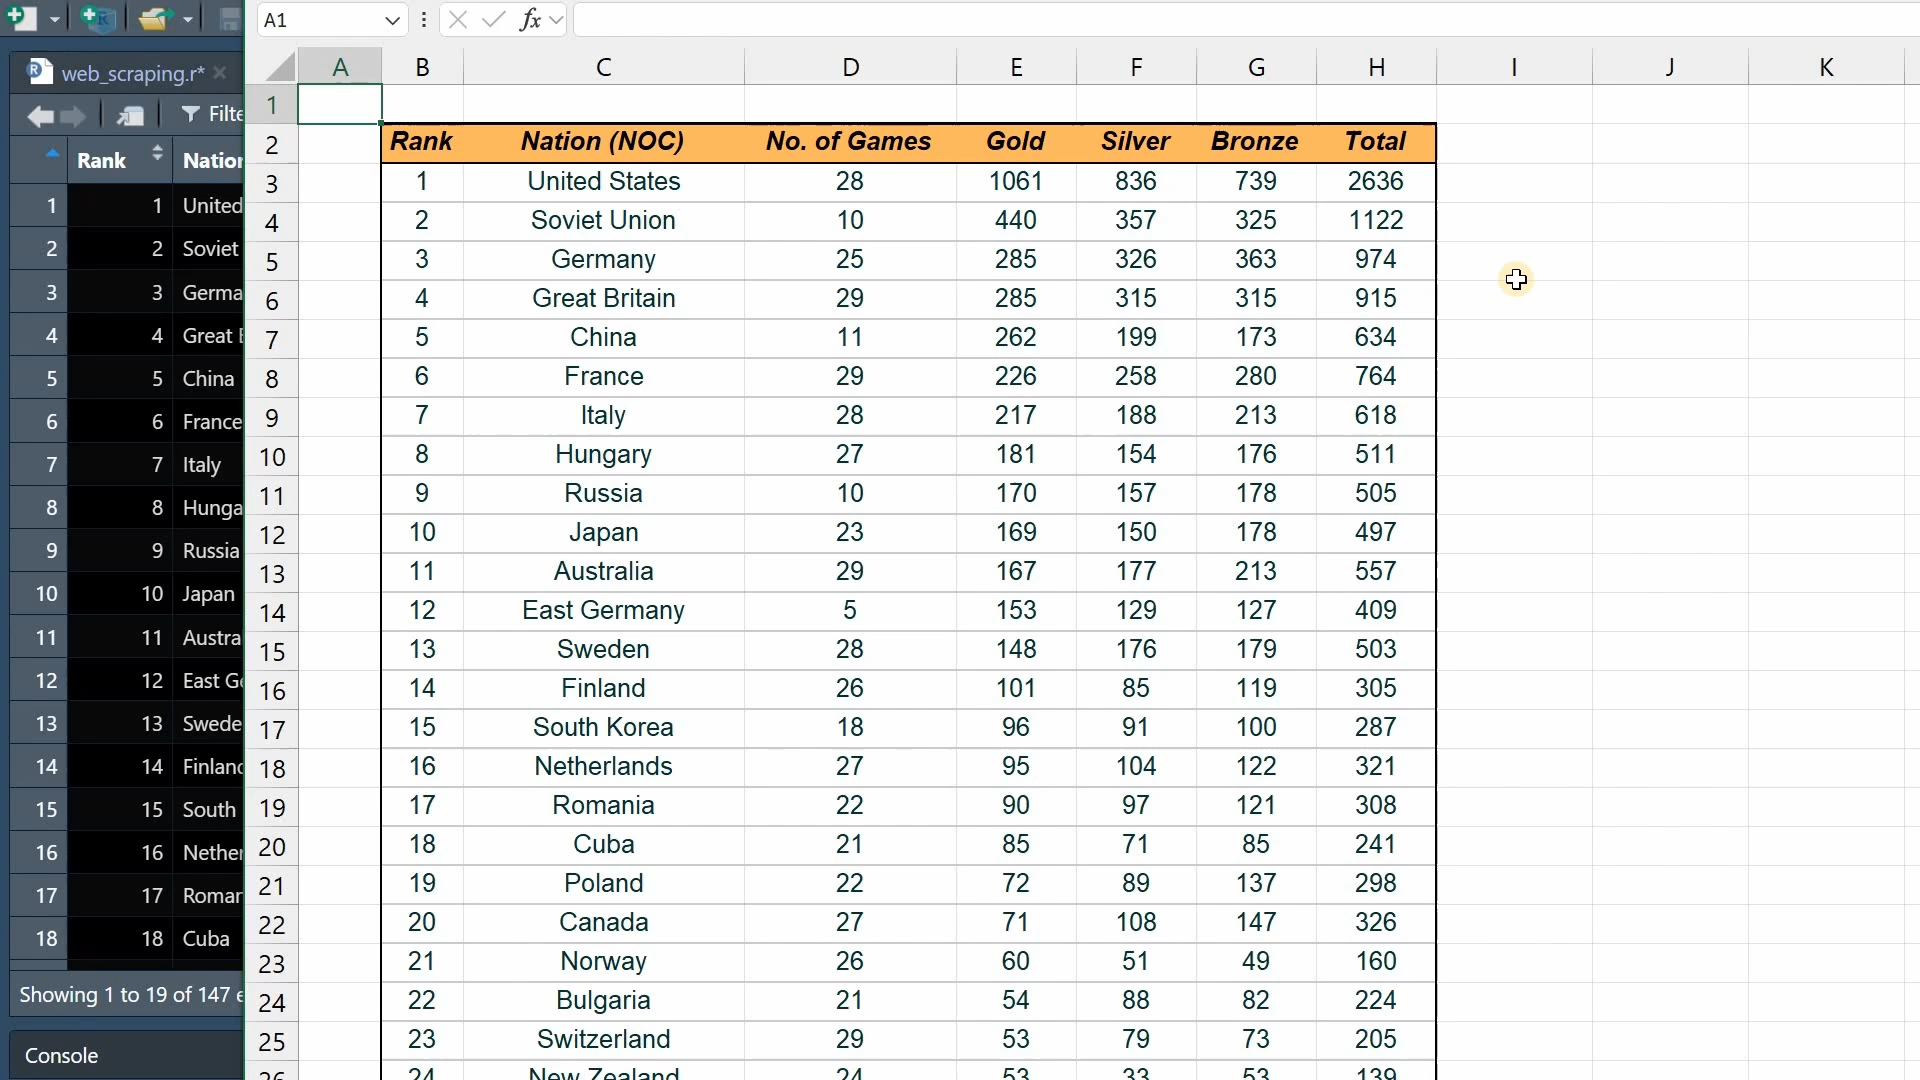 A1
fx
web_scraping.r*
Filte
Rank Nation
1 1 United
2 2 Soviet
3 3 Germa
4 4 Great B
5 5 China
6 6 France
7 7 Italy
8 8 Hunga
9 9 Russia
10 10 Japan
11 11 Austra
12 12 East Ge
13 13 Swede
14 14 Finland
15 15 South
16 16 Nether
17 17 Roman
18 18 Cuba
Showing 1 to 19 of 147 e
Console
A B C D E F G H I J K
1
2 Rank Nation (NOC) No. of Games Gold Silver Bronze Total
3 1 United States 28 1061 836 739 2636
4 2 Soviet Union 10 440 357 325 1122
5 3 Germany 25 285 326 363 974
6 4 Great Britain 29 285 315 315 915
7 5 China 11 262 199 173 634
8 6 France 29 226 258 280 764
9 7 Italy 28 217 188 213 618
10 8 Hungary 27 181 154 176 511
11 9 Russia 10 170 157 178 505
12 10 Japan 23 169 150 178 497
13 11 Australia 29 167 177 213 557
14 12 East Germany 5 153 129 127 409
15 13 Sweden 28 148 176 179 503
16 14 Finland 26 101 85 119 305
17 15 South Korea 18 96 91 100 287
18 16 Netherlands 27 95 104 122 321
19 17 Romania 22 90 97 121 308
20 18 Cuba 21 85 71 85 241
21 19 Poland 22 72 89 137 298
22 20 Canada 27 71 108 147 326
23 21 Norway 26 60 51 49 160
24 22 Bulgaria 21 54 88 82 224
25 23 Switzerland 29 53 79 73 205
26 24 New Zealand 24 53 33 53 139